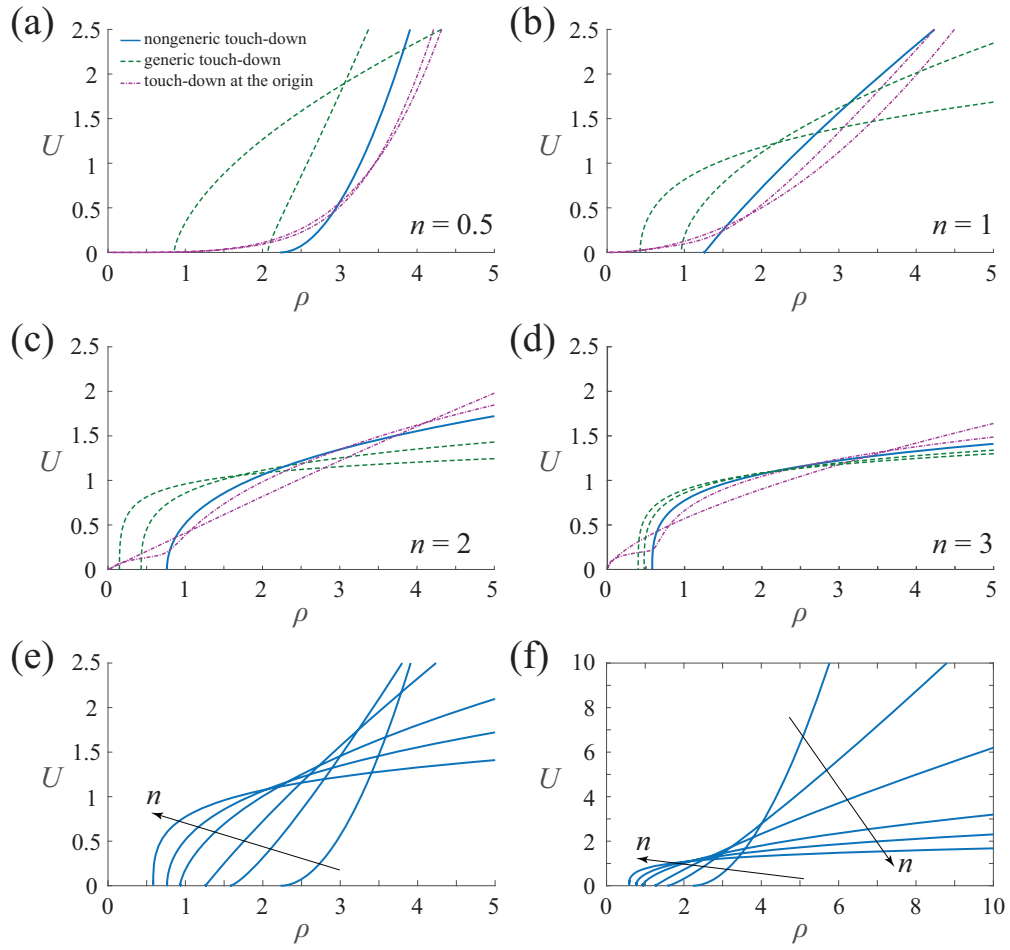 (a)
2.5
2
1.5
1
0.5
0
U
nongeneric touch-down
generic touch-down
touch-down at the origin
n = 0.5
0 1 2 3 4 5
ρ
(b)
2.5
2
1.5
1
0.5
0
U
n = 1
0 1 2 3 4 5
ρ
(c)
2.5
2
1.5
1
0.5
0
U
n = 2
0 1 2 3 4 5
ρ
(d)
2.5
2
1.5
1
0.5
0
U
n = 3
0 1 2 3 4 5
ρ
(e)
2.5
2
1.5
1
0.5
0
U
n
0 1 2 3 4 5
ρ
(f)
10
8
6
4
2
0
U
n
n
2 4 6 8 10
ρ